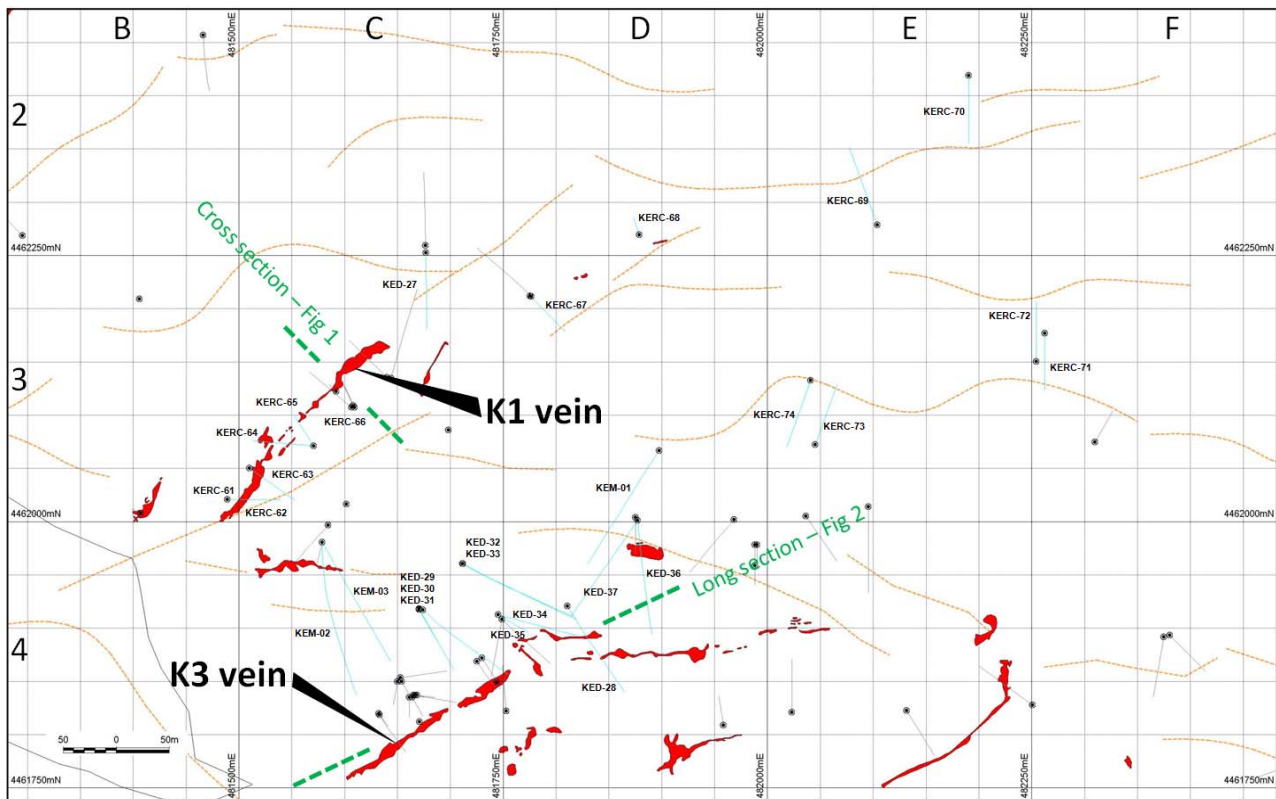 B
C
D
E
F
481500mE
481750mE
482000mE
482250mE
2
KERC-70
KERC-69
KERC-68
4462250mN
4462250mN
Cross section – Fig 1
KED-27
KERC-67
KERC-72
KERC-71
3
K1 vein
KERC-65
KERC-66
KERC-64
KERC-63
KERC-74
KERC-73
KERC-61
KERC-62
KEM-01
4462000mN
4462000mN
KED-32
KED-33
KED-36
Long section – Fig 2
KEM-03
KED-29
KED-30
KED-31
KED-37
KED-34
KED-35
KEM-02
4
K3 vein
KED-28
50 0 50m
4461750mN
4461750mN
481500mE
481750mE
482000mE
482250mE